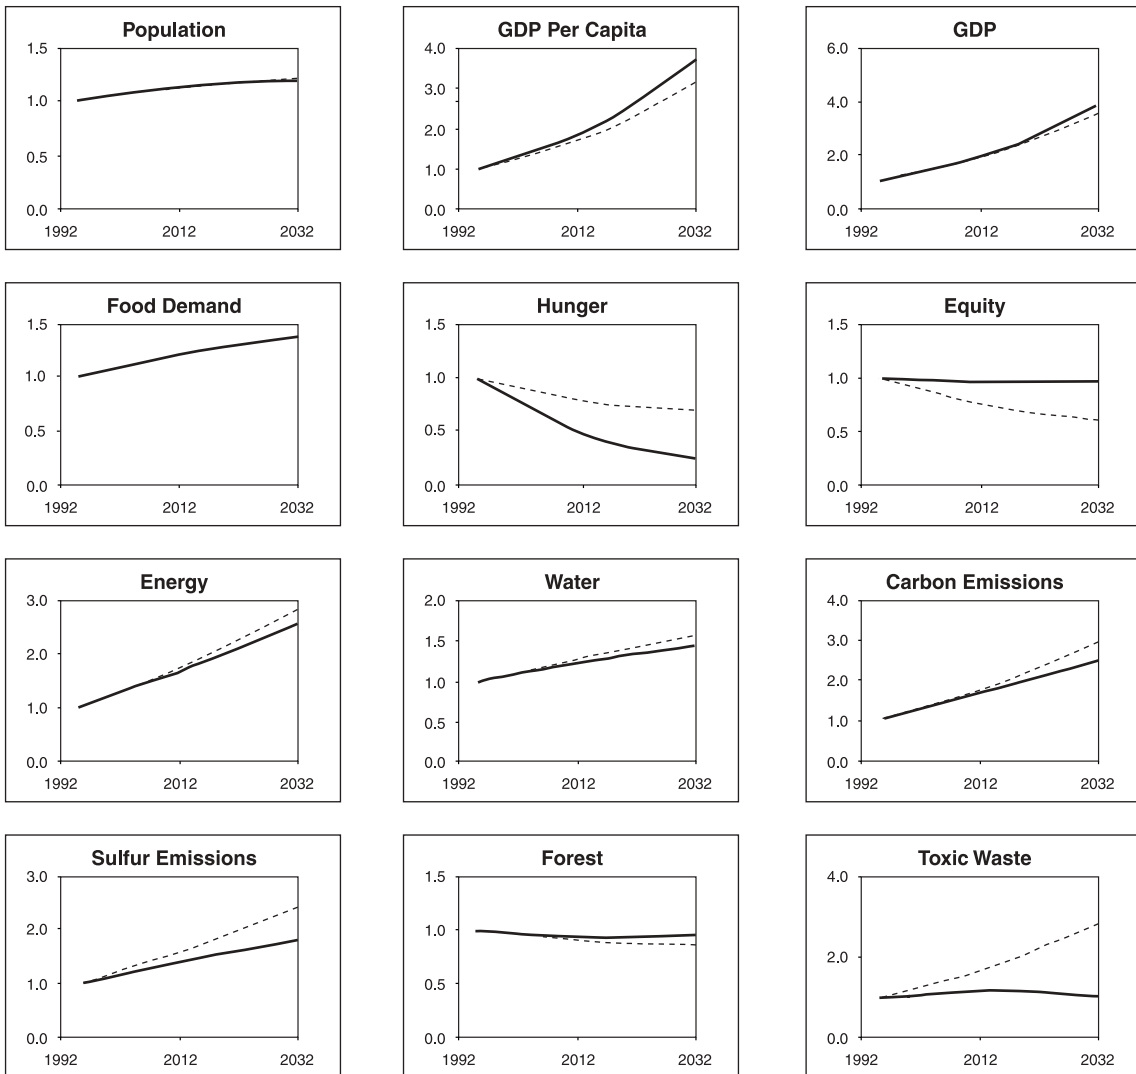 Population
1.5
1.0
0.5
0.0
1992 2012 2032
GDP Per Capita
4.0
3.0
2.0
1.0
0.0
1992 2012 2032
GDP
6.0
4.0
2.0
0.0
1992 2012 2032
Food Demand
1.5
1.0
0.5
0.0
1992 2012 2032
Hunger
1.5
1.0
0.5
0.0
1992 2012 2032
Equity
1.5
1.0
0.5
0.0
1992 2012 2032
Energy
3.0
2.0
1.0
0.0
1992 2012 2032
Water
2.0
1.5
1.0
0.5
0.0
1992 2012 2032
Carbon Emissions
4.0
3.0
2.0
1.0
0.0
1992 2012 2032
Sulfur Emissions
3.0
2.0
1.0
0.0
1992 2012 2032
Forest
1.5
1.0
0.5
0.0
1992 2012 2032
Toxic Waste
4.0
2.0
0.0
1992 2012 2032